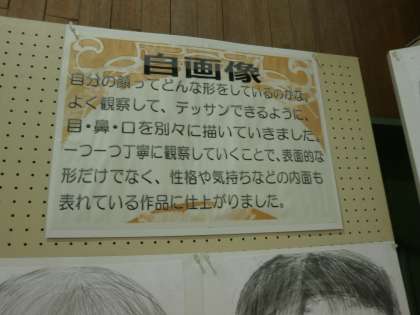 自画像
自分の顔ってどんな形をしているのかな。
よく観察して、デッサンできるように、
目・鼻・口を別々に描いていきました。
一つ一つ丁寧に観察していくことで、表面的な
形だけでなく、性格や気持ちなどの内面も
表れている作品に仕上がりました。